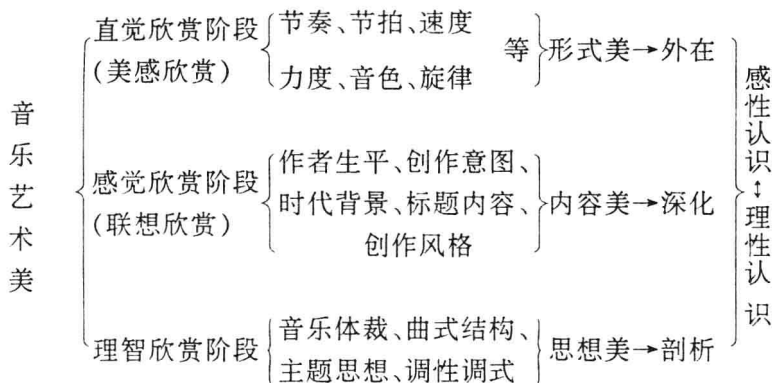 音乐艺术美
直觉欣赏阶段
(美感欣赏)
节奏、节拍、速度
力度、音色、旋律
等
形式美→外在
感觉欣赏阶段
(联想欣赏)
作者生平、创作意图、
时代背景、标题内容、
创作风格
内容美→深化
理智欣赏阶段
音乐体裁、曲式结构、
主题思想、调性调式
思想美→剖析
感性认识↕理性认识